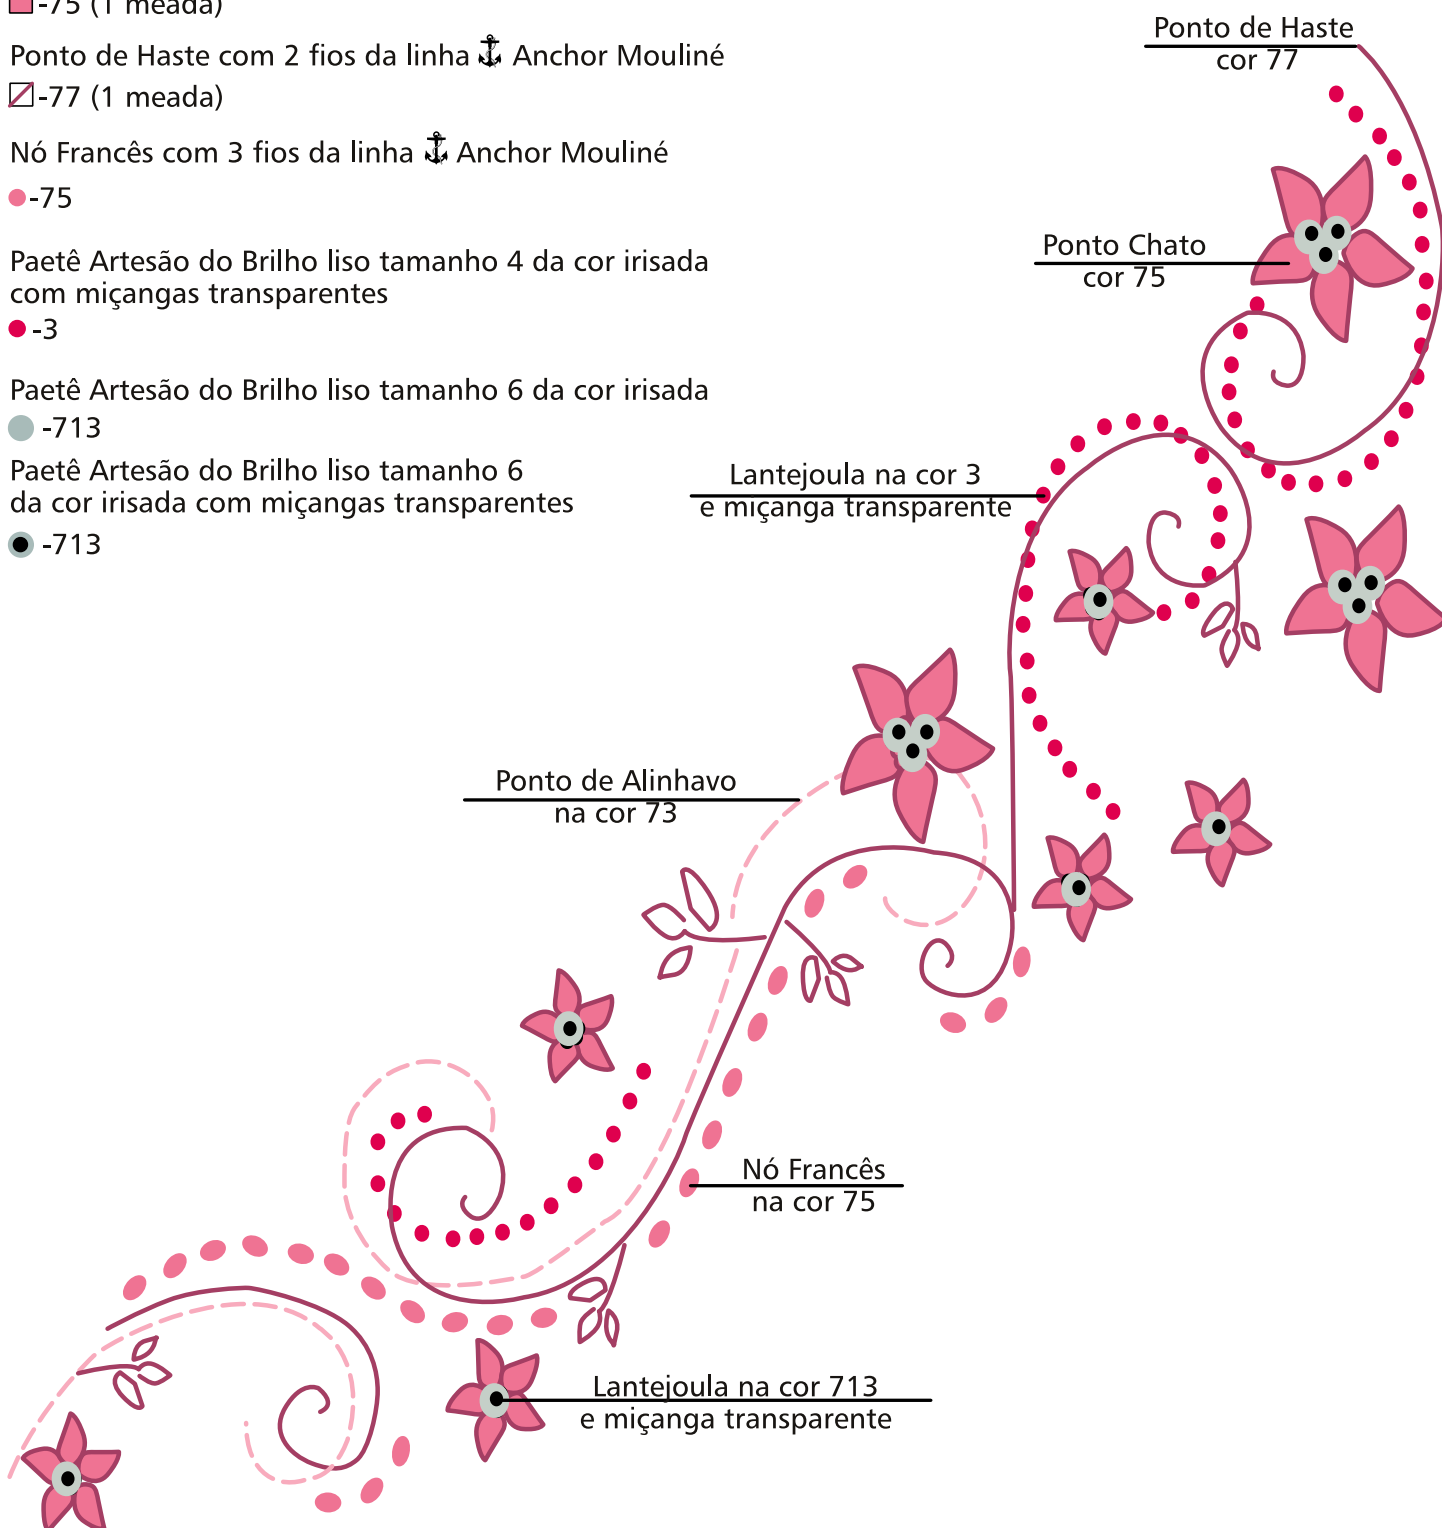 -75 (1 meada)
Ponto de Haste com 2 fios da linha Anchor Mouliné
-77 (1 meada)
Nó Francês com 3 fios da linha Anchor Mouliné
-75
Paetê Artesão do Brilho liso tamanho 4 da cor irisada
com miçangas transparentes
-3
Paetê Artesão do Brilho liso tamanho 6 da cor irisada
-713
Paetê Artesão do Brilho liso tamanho 6
da cor irisada com miçangas transparentes
-713
Ponto de Haste
cor 77
Ponto Chato
cor 75
Lantejoula na cor 3
e miçanga transparente
Ponto de Alinhavo
na cor 73
Nó Francês
na cor 75
Lantejoula na cor 713
e miçanga transparente